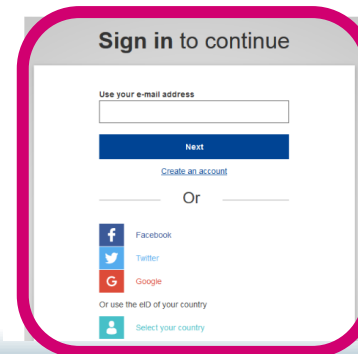 Sign in to continue
Use your e-mail address
Next
Create an account
Or
Facebook
Twitter
Google
Or use the eID of your country
Select your country